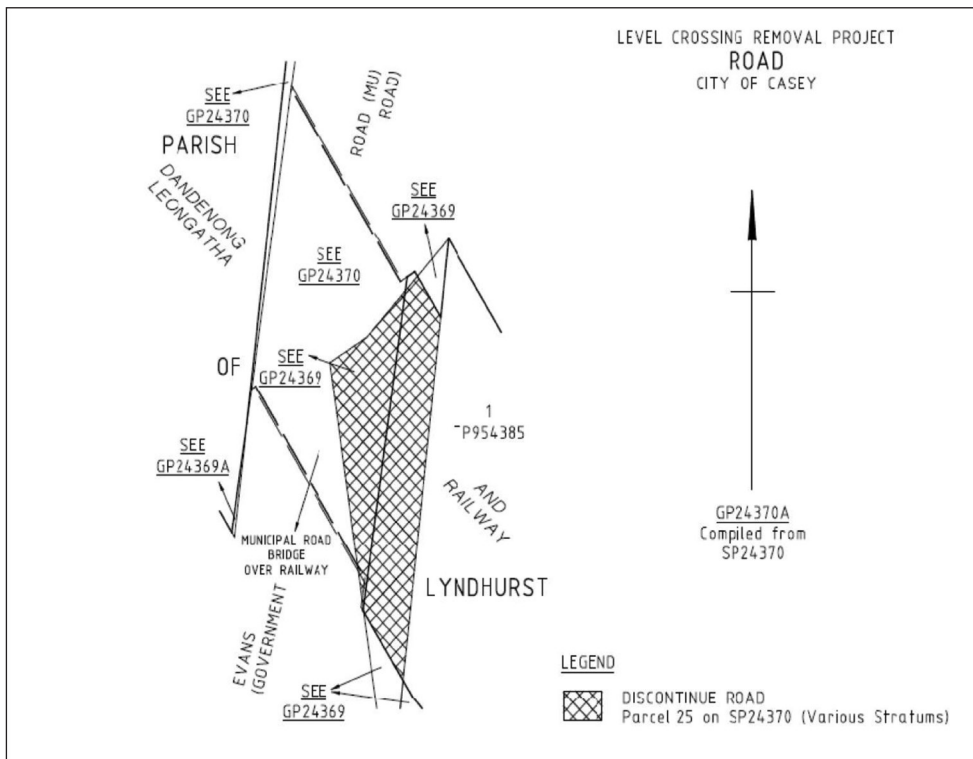 LEVEL CROSSING REMOVAL PROJECT
ROAD
CITY OF CASEY
SEE
GP24370
PARISH
DANDENONG
LEONGATHA
ROAD (MU)
ROAD)
SEE
GP24369
SEE
GP24370
OF
SEE
GP24369
1
TP954385
SEE
GP24369A
AND
RAILWAY
MUNICIPAL ROAD
BRIDGE
OVER RAILWAY
LYNDHURST
EVANS
(GOVERNMENT
SEE
GP24369
GP24370A
Compiled from
SP24370
LEGEND
DISCONTINUE ROAD
Parcel 25 on SP24370 (Various Stratums)